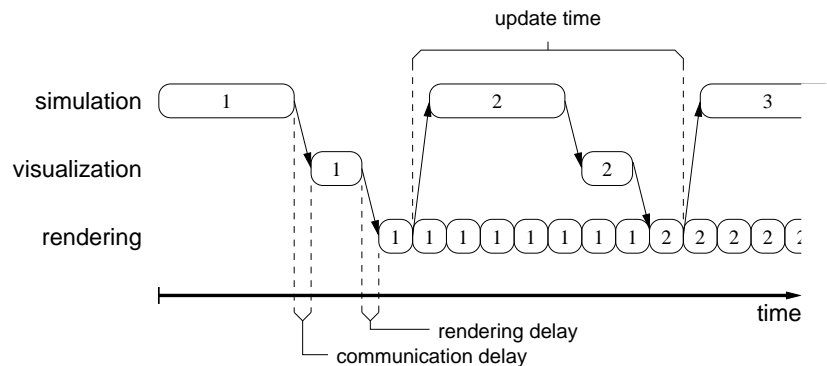 update time
simulation 1 2 3
visualization 1 2
rendering 1 1 1 1 1 1 1 1 2 2 2 2 2
time
rendering delay
communication delay